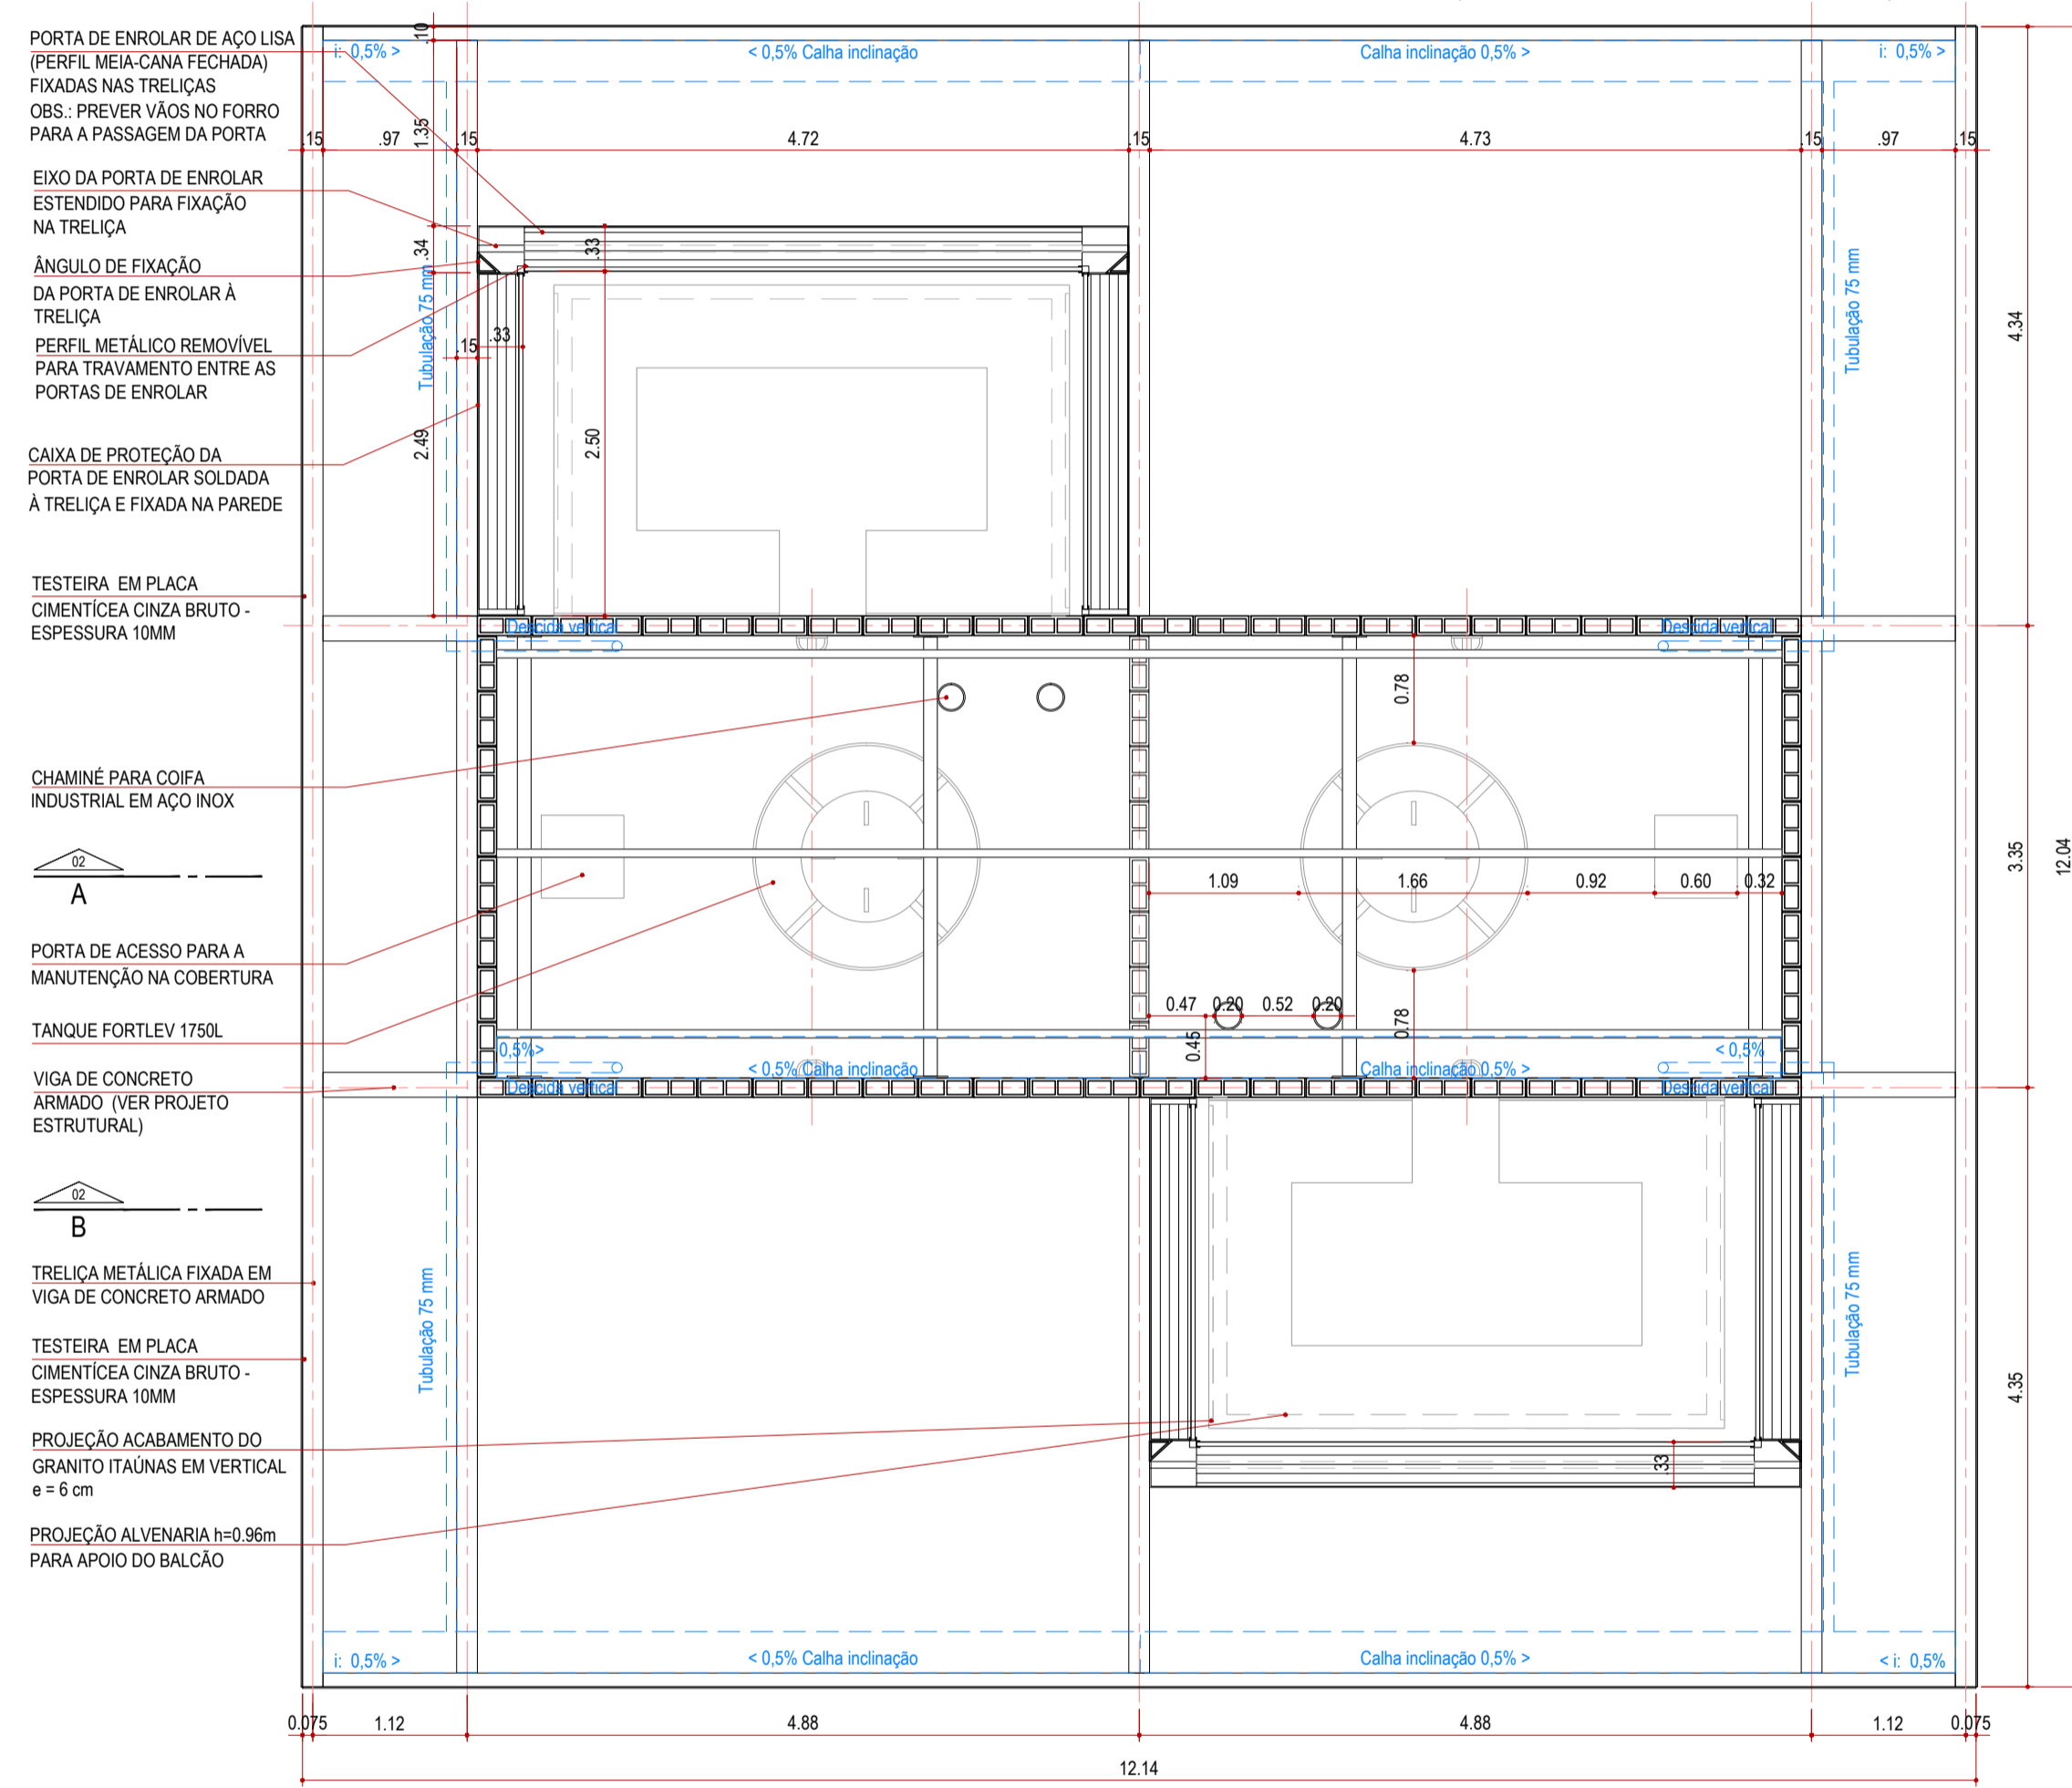 PORTA DE ENROLAR DE AÇO LISA
(PERFIL MEIA-CANA FECHADA)
FIXADAS NAS TRELIÇAS
OBS.: PREVER VÃOS NO FORRO
PARA A PASSAGEM DA PORTA
EIXO DA PORTA DE ENROLAR
ESTENDIDO PARA FIXAÇÃO
NA TRELIÇA
ÂNGULO DE FIXAÇÃO
DA PORTA DE ENROLAR À
TRELIÇA
PERFIL METÁLICO REMOVÍVEL
PARA TRAVAMENTO ENTRE AS
PORTAS DE ENROLAR
CAIXA DE PROTEÇÃO DA
PORTA DE ENROLAR SOLDADA
À TRELIÇA E FIXADA NA PAREDE
TESTEIRA EM PLACA
CIMENTÍCEA CINZA BRUTO -
ESPESSURA 10MM
CHAMINÉ PARA COIFA
INDUSTRIAL EM AÇO INOX
02
A
PORTA DE ACESSO PARA A
MANUTENÇÃO NA COBERTURA
TANQUE FORTLEV 1750L
VIGA DE CONCRETO
ARMADO (VER PROJETO
ESTRUTURAL)
02
B
TRELIÇA METÁLICA FIXADA EM
VIGA DE CONCRETO ARMADO
TESTEIRA EM PLACA
CIMENTÍCEA CINZA BRUTO -
ESPESSURA 10MM
PROJEÇÃO ACABAMENTO DO
GRANITO ITAÚNAS EM VERTICAL
e = 6 cm
PROJEÇÃO ALVENARIA h=0.96m
PARA APOIO DO BALCÃO
.10
i: 0,5% >
< 0,5% Calha inclinação
Calha inclinação 0,5% >
i: 0,5% >
1.35
.15
.97
.15
4.72
.15
4.73
.15
.97
.15
.34
.33
Tubulação 75 mm
Tubulação 75 mm
.15
.33
2.49
2.50
4.34
Descida vertical
Descida vertical
0.78
3.35
12.04
1.09
1.66
0.92
0.60
0.32
0.47
0.20
0.52
0.20
0.45
0.78
0,5%>
< 0,5% Calha inclinação
Calha inclinação 0,5% >
< 0,5%
Descida vertical
Descida vertical
Tubulação 75 mm
Tubulação 75 mm
4.35
.33
i: 0,5% >
< 0,5% Calha inclinação
Calha inclinação 0,5% >
< i: 0,5%
0.075
1.12
4.88
4.88
1.12
0.075
12.14